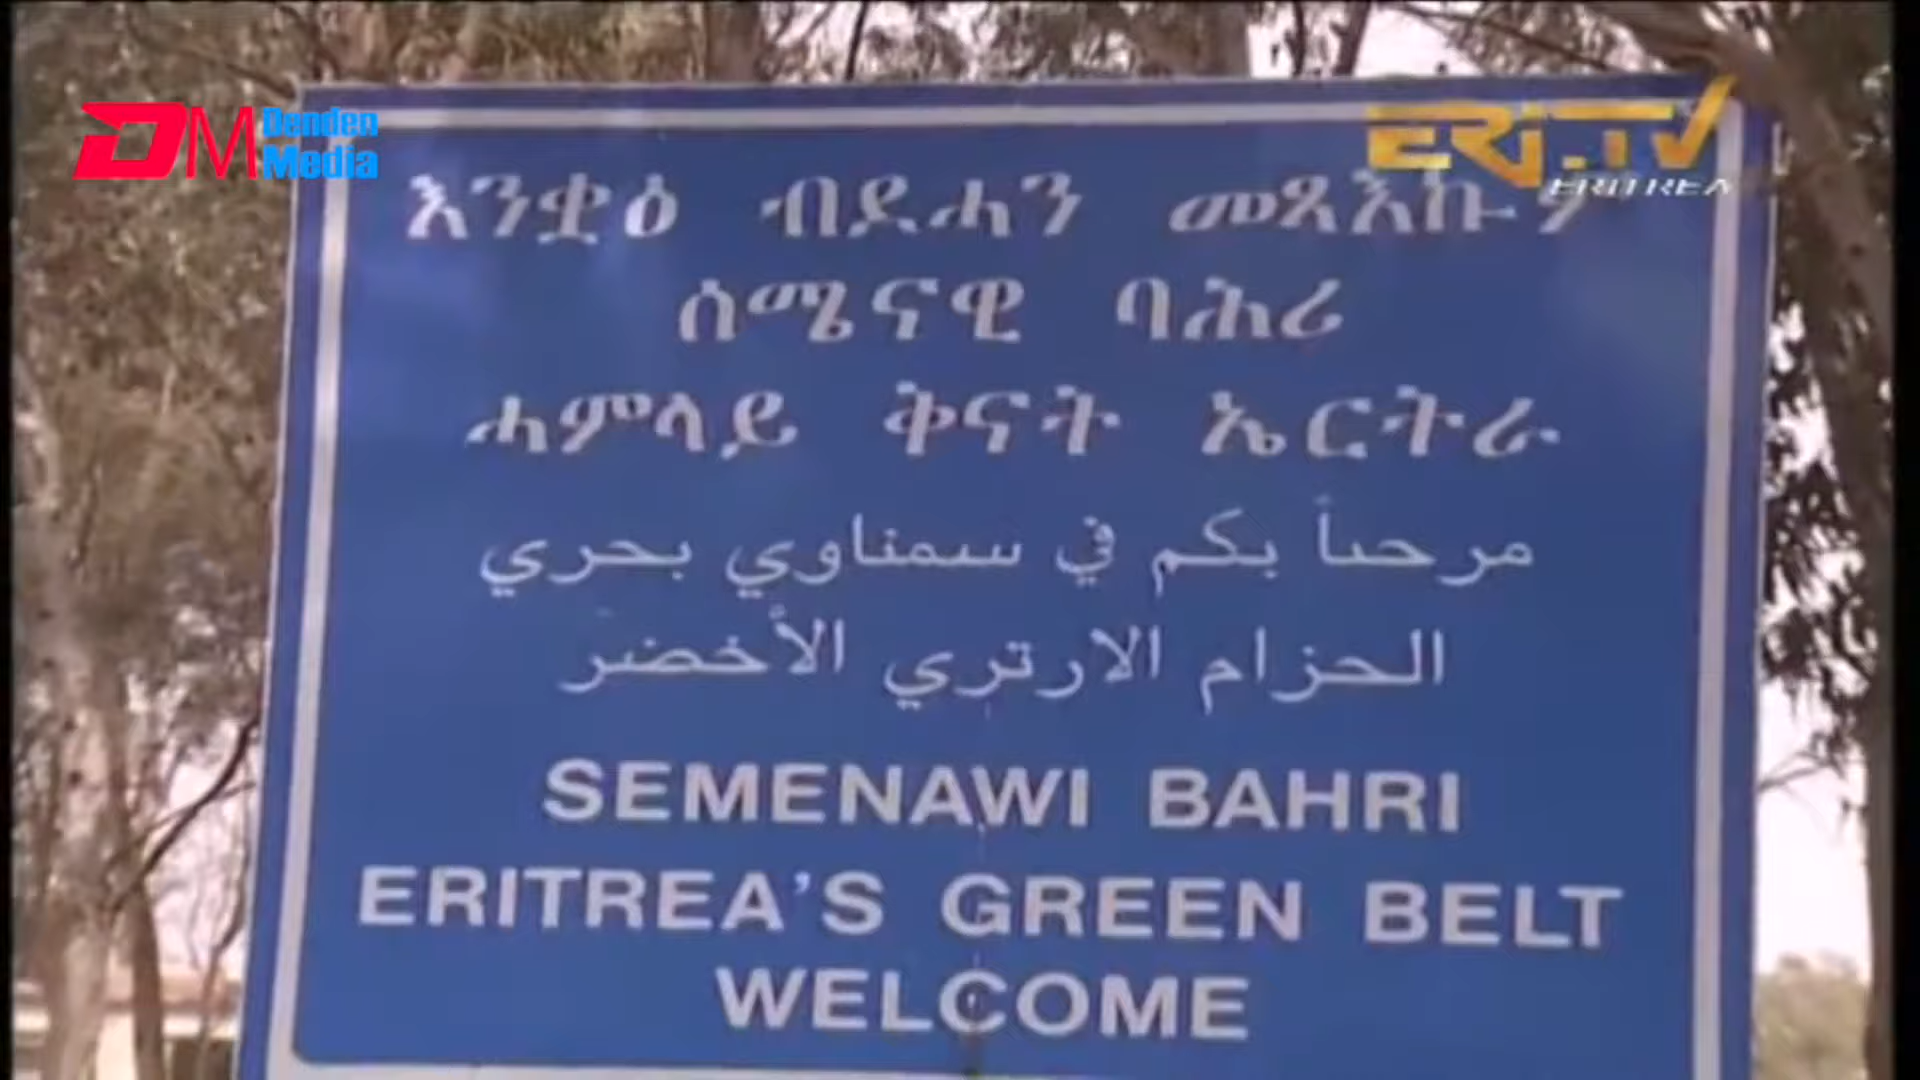 DM Denden Media
ERi.TV
ERITREA
እንቋዕ ብደሓን መጻእኩም
ሰሜናዊ ባሕሪ
ሓምላይ ቅናት ኤርትራ
مرحباً بكم في سمناوي بحري
الحزام الارتري الأخضر
SEMENAWI BAHRI
ERITREA'S GREEN BELT
WELCOME